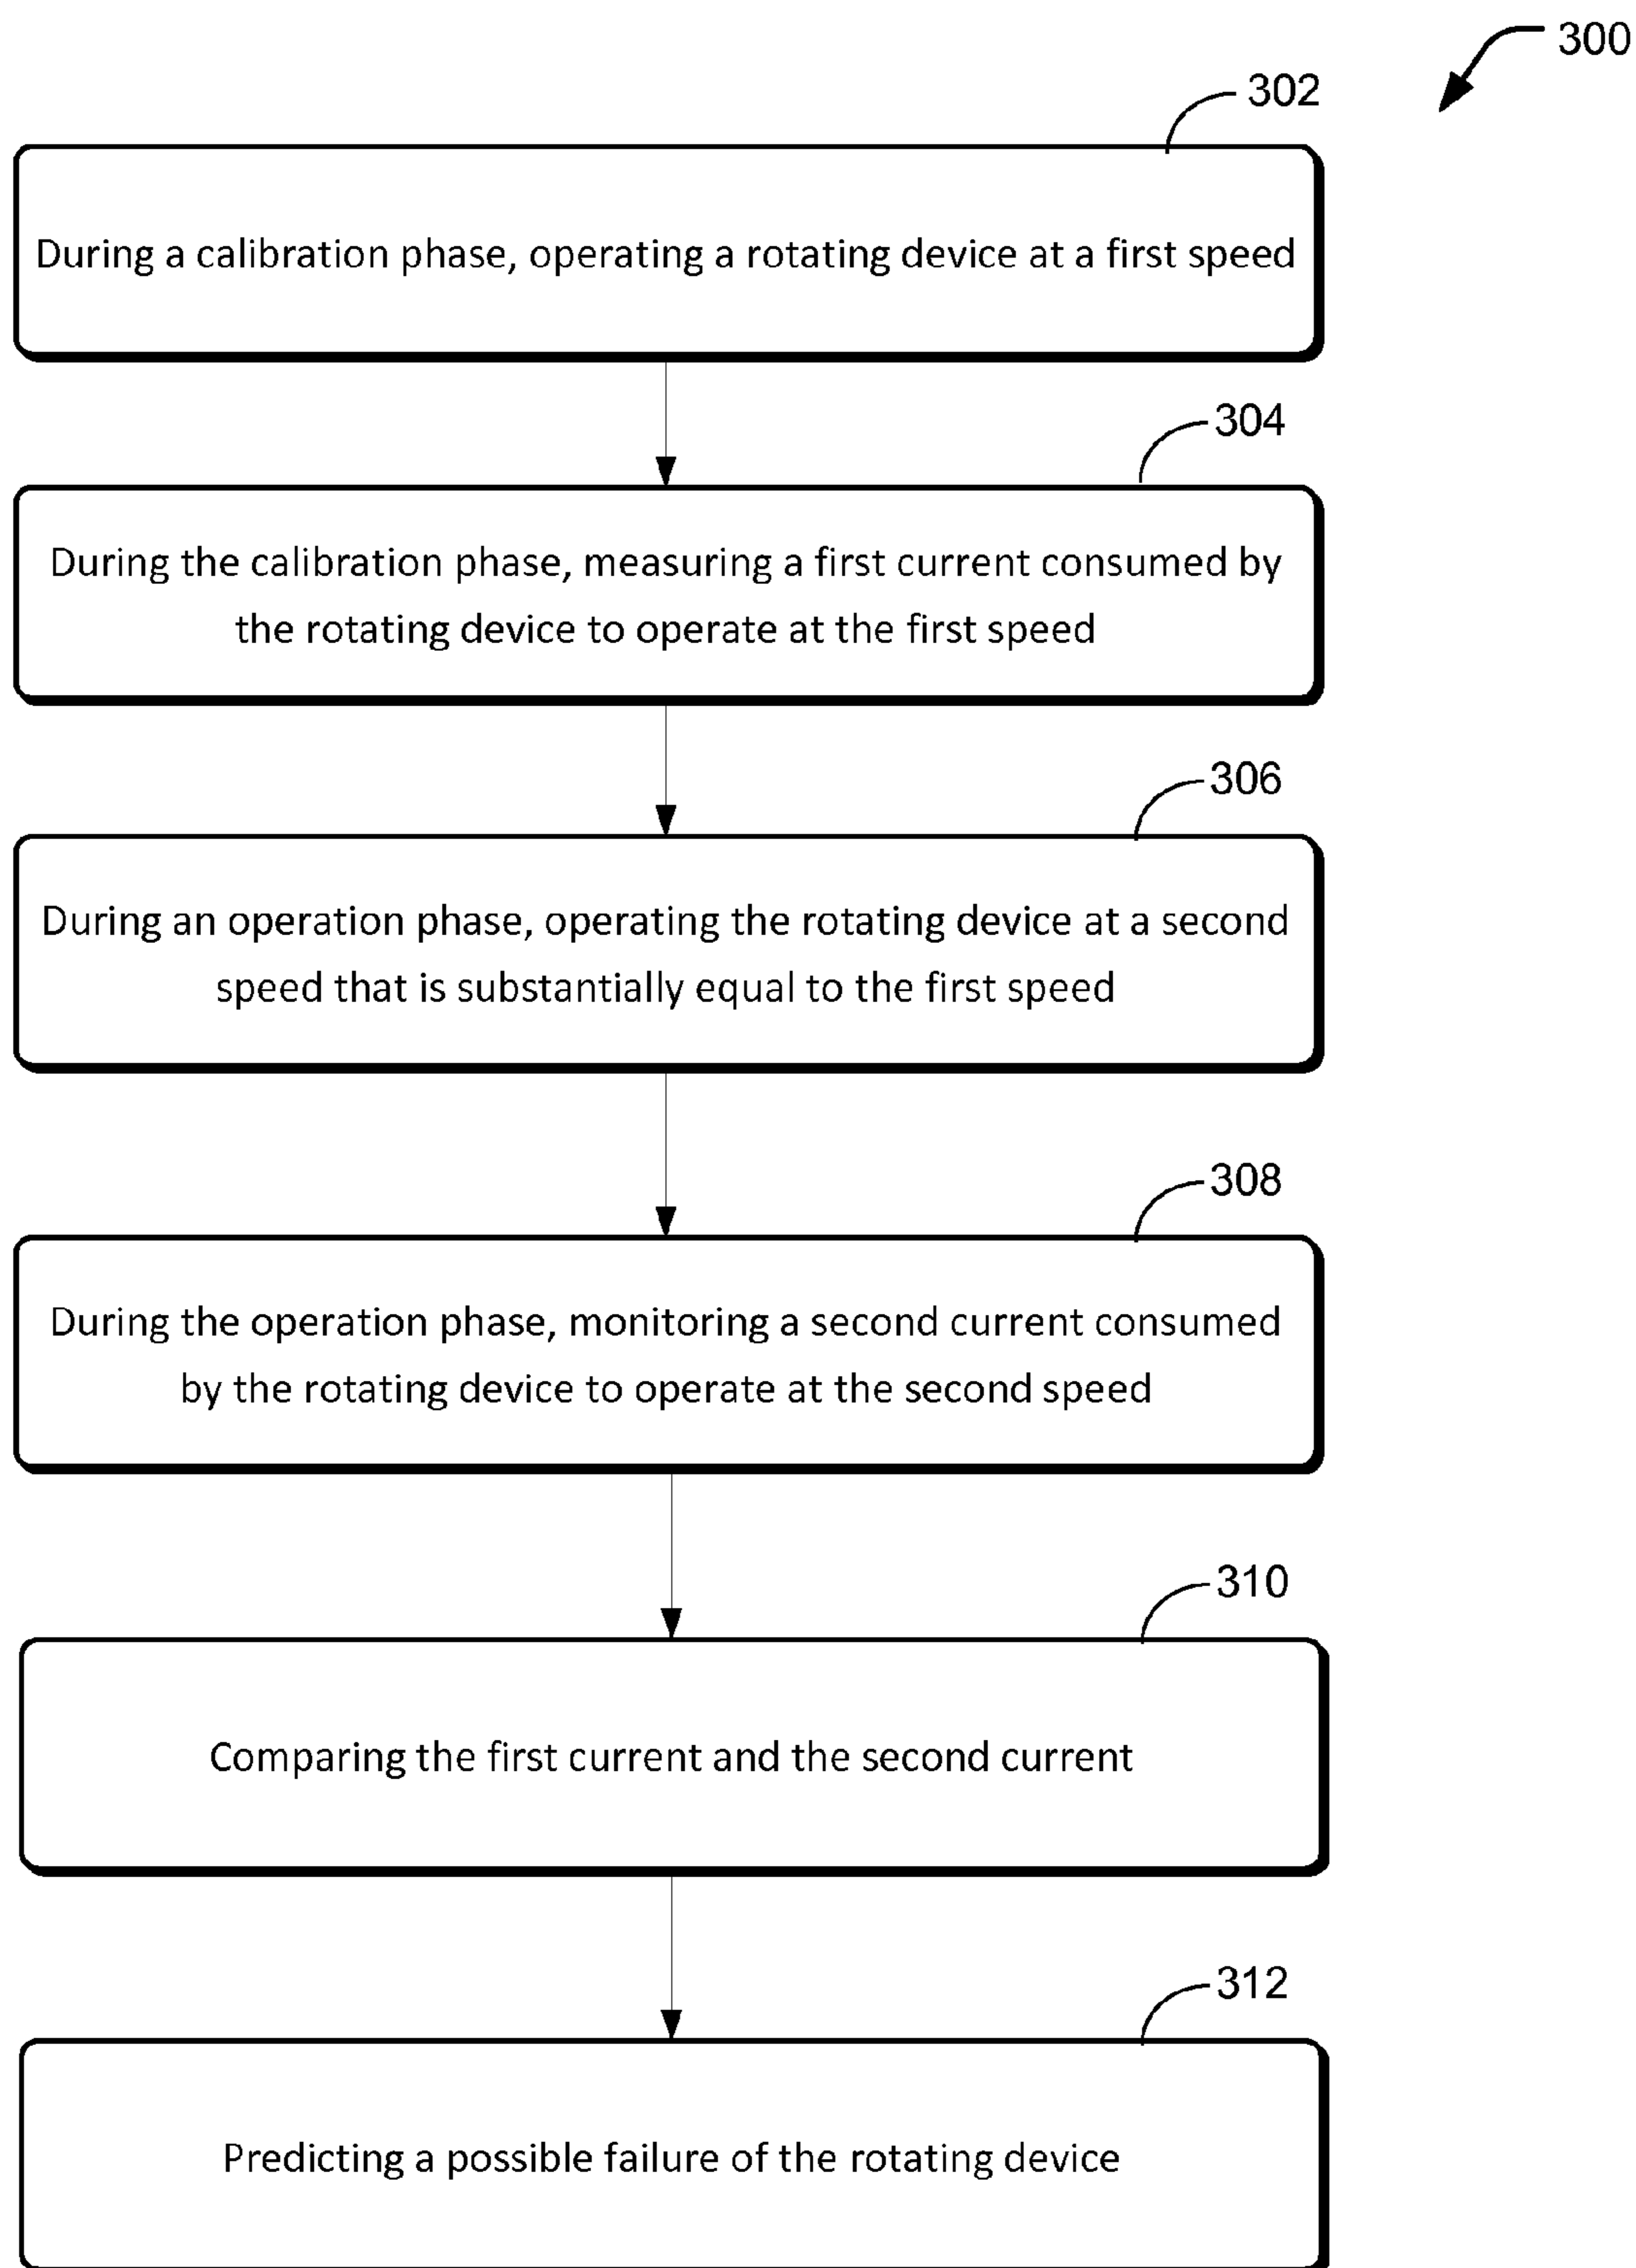 300
302
During a calibration phase, operating a rotating device at a first speed
304
During the calibration phase, measuring a first current consumed by
the rotating device to operate at the first speed
306
During an operation phase, operating the rotating device at a second
speed that is substantially equal to the first speed
308
During the operation phase, monitoring a second current consumed
by the rotating device to operate at the second speed
310
Comparing the first current and the second current
312
Predicting a possible failure of the rotating device